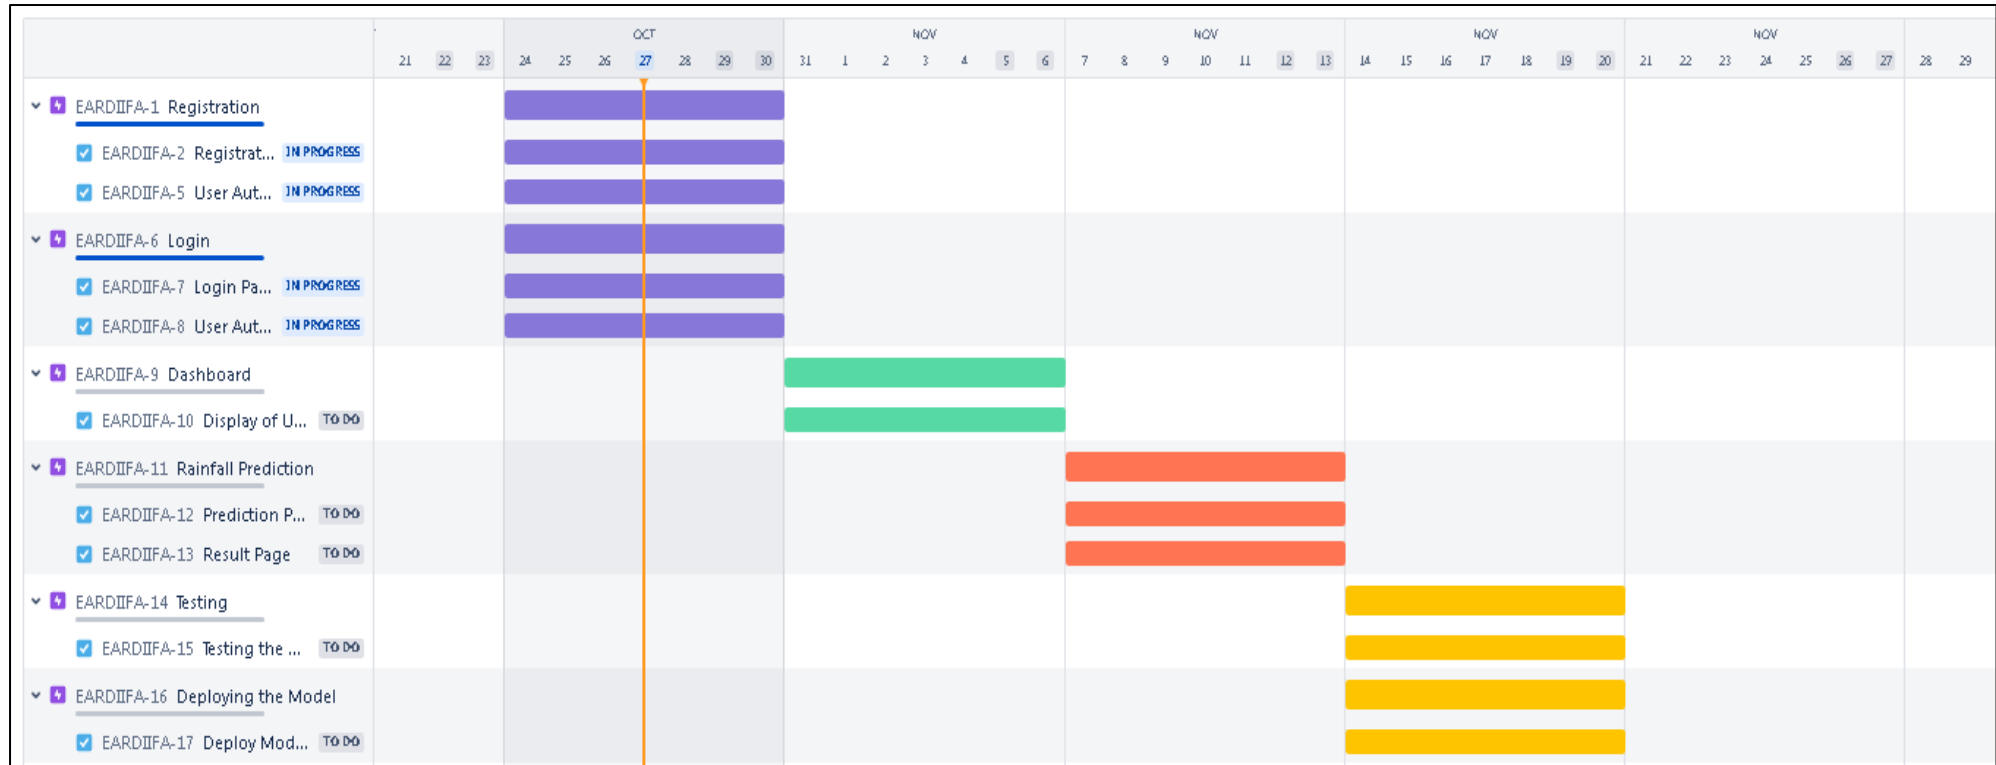 OCT NOV NOV NOV NOV
21 22 23 24 25 26 27 28 29 30 31 1 2 3 4 5 6 7 8 9 10 11 12 13 14 15 16 17 18 19 20 21 22 23 24 25 26 27 28 29
EARDIIFA-1 Registration
EARDIIFA-2 Registrat... IN PROGRESS
EARDIIFA-5 User Aut... IN PROGRESS
EARDIIFA-6 Login
EARDIIFA-7 Login Pa... IN PROGRESS
EARDIIFA-8 User Aut... IN PROGRESS
EARDIIFA-9 Dashboard
EARDIIFA-10 Display of U... TO DO
EARDIIFA-11 Rainfall Prediction
EARDIIFA-12 Prediction P... TO DO
EARDIIFA-13 Result Page TO DO
EARDIIFA-14 Testing
EARDIIFA-15 Testing the ... TO DO
EARDIIFA-16 Deploying the Model
EARDIIFA-17 Deploy Mod... TO DO